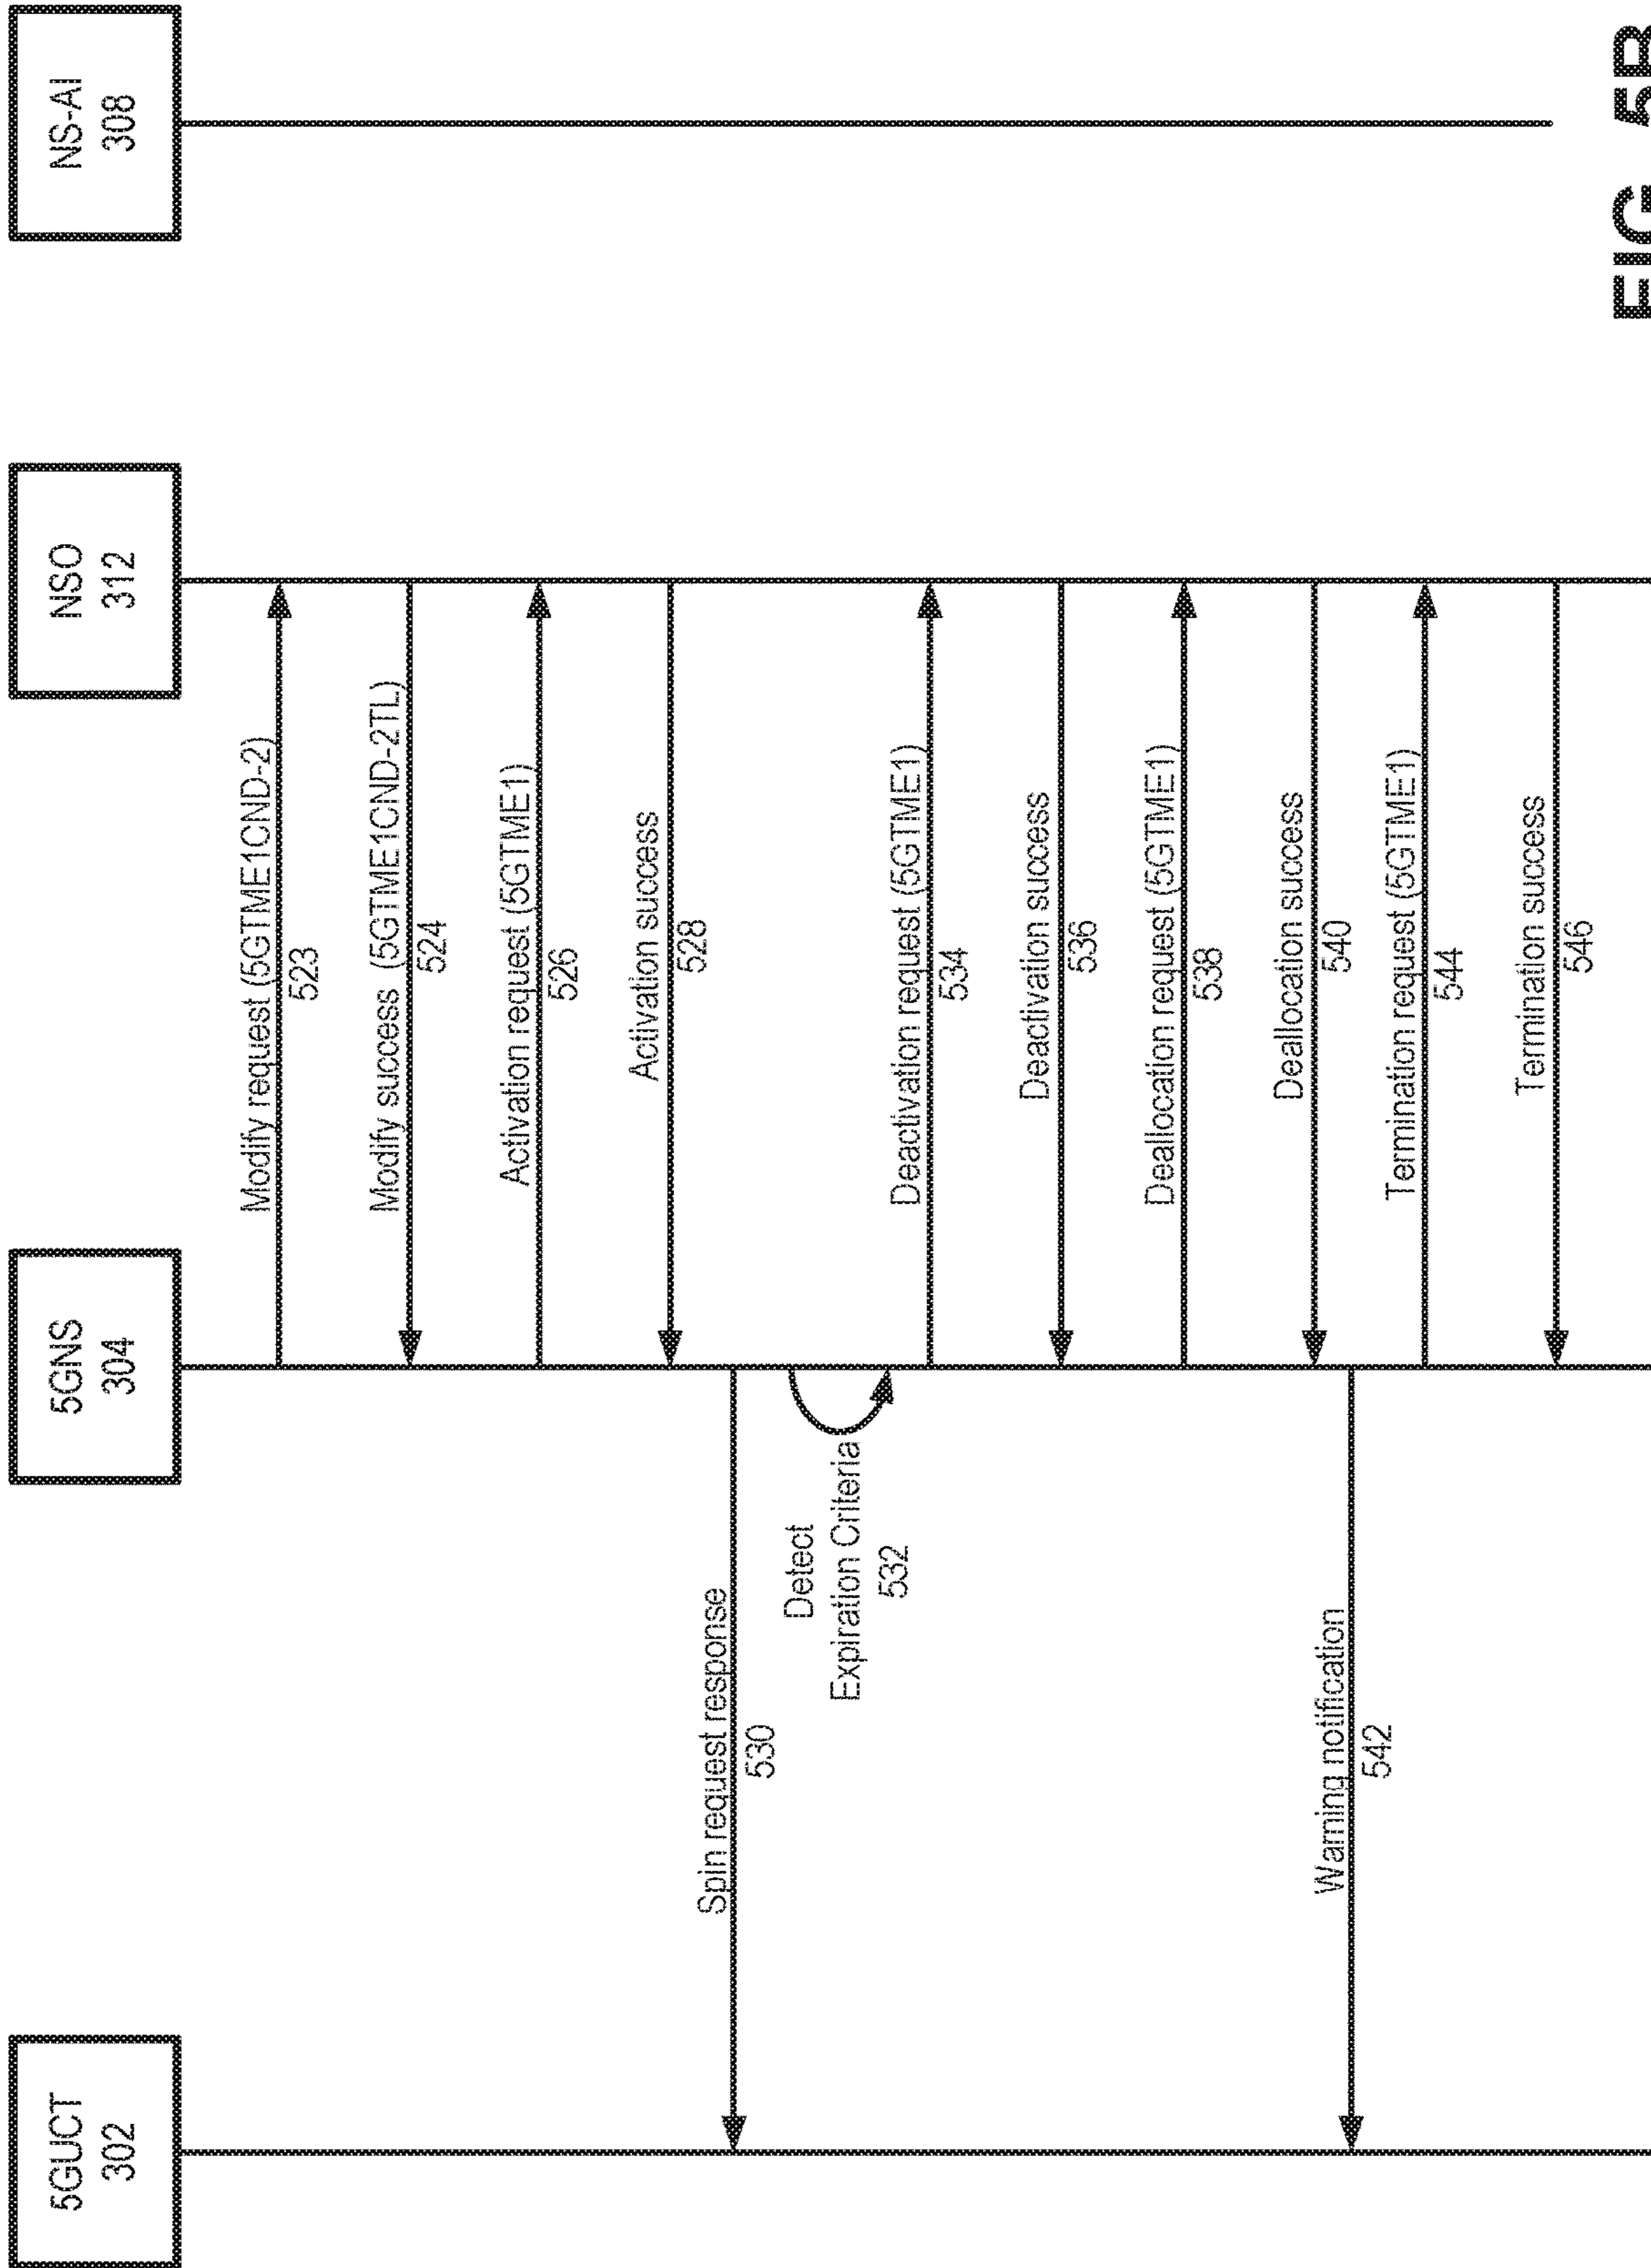 5GUCT
302
5GNS
304
NSO
312
NS-AI
308
Modify request (5GTME1CND-2)
523
Modify success (5GTME1CND-2TL)
524
Activation request (5GTME1)
526
Activation success
528
Spin request response
530
Detect
Expiration Criteria
532
Deactivation request (5GTME1)
534
Deactivation success
536
Deallocation request (5GTME1)
538
Deallocation success
540
Warning notification
542
Termination request (5GTME1)
544
Termination success
546
FIG. 5B